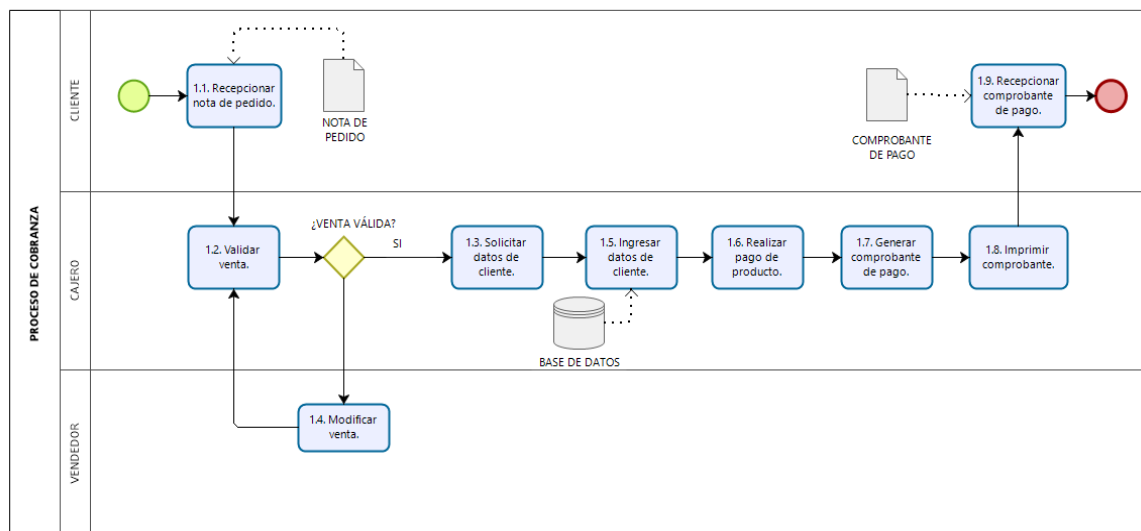 PROCESO DE COBRANZA
CLIENTE
1.1. Recepcionar
nota de pedido.
NOTA DE
PEDIDO
COMPROBANTE
DE PAGO
1.9. Recepcionar
comprobante
de pago.
CAJERO
1.2. Validar
venta.
¿VENTA VÁLIDA?
SI
1.3. Solicitar
datos de
cliente.
1.5. Ingresar
datos de
cliente.
1.6. Realizar
pago de
producto.
1.7. Generar
comprobante
de pago.
1.8. Imprimir
comprobante.
BASE DE DATOS
VENDEDOR
1.4. Modificar
venta.